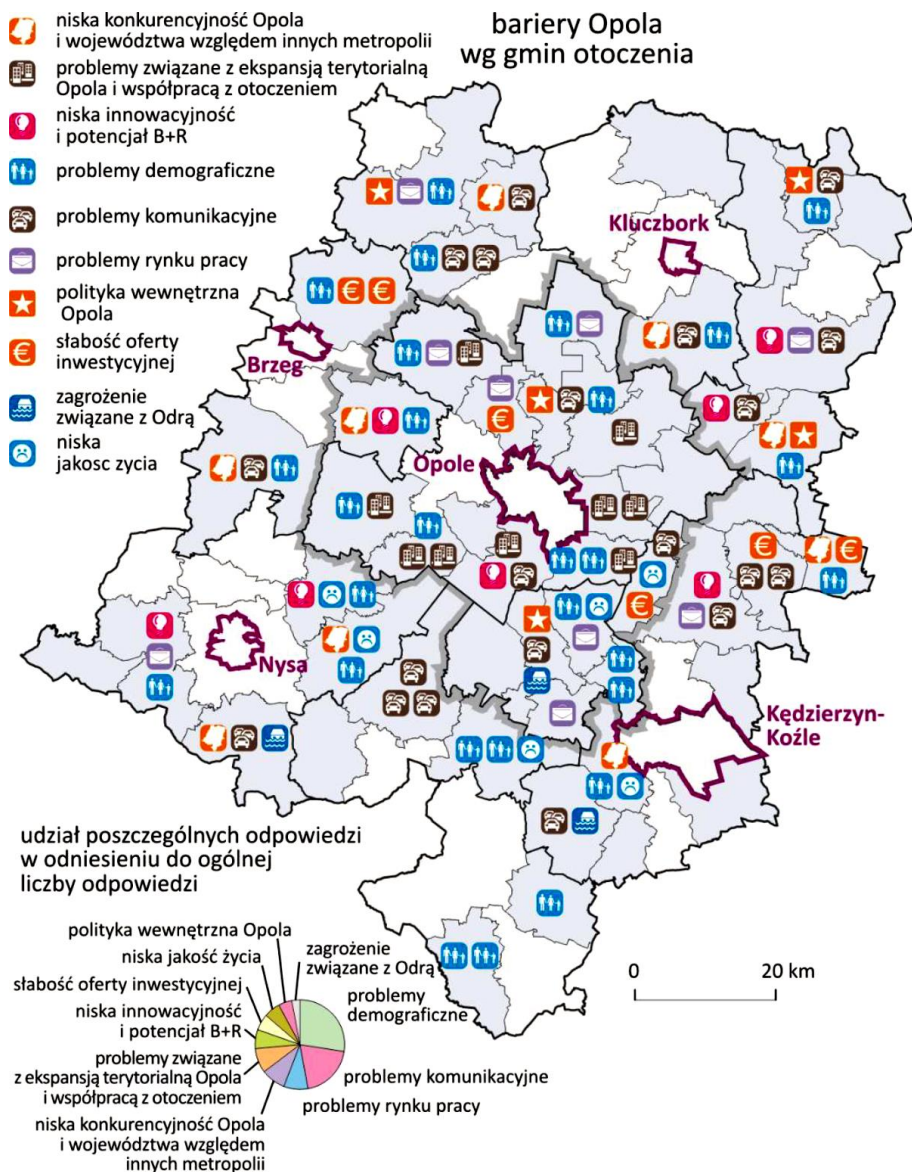 bariery Opola
wg gmin otoczenia
niska konkurencyjność Opola
i województwa względem innych metropolii
problemy związane z ekspansją terytorialną
Opola i współpracą z otoczeniem
niska innowacyjność
i potencjał B+R
problemy demograficzne
problemy komunikacyjne
problemy rynku pracy
polityka wewnętrzna
Opola
słabość oferty
inwestycyjnej
zagrożenie
związane z Odrą
niska
jakosc zycia
Kluczbork
Brzeg
Opole
Nysa
Kędzierzyn-
Koźle
udział poszczególnych odpowiedzi
w odniesieniu do ogólnej
liczby odpowiedzi
polityka wewnętrzna Opola
niska jakość życia
słabość oferty inwestycyjnej
niska innowacyjność
i potencjał B+R
problemy związane
z ekspansją terytorialną Opola
i współpracą z otoczeniem
niska konkurencyjność Opola
i województwa względem
innych metropolii
zagrożenie
związane z Odrą
problemy
demograficzne
problemy komunikacyjne
problemy rynku pracy
0 20 km